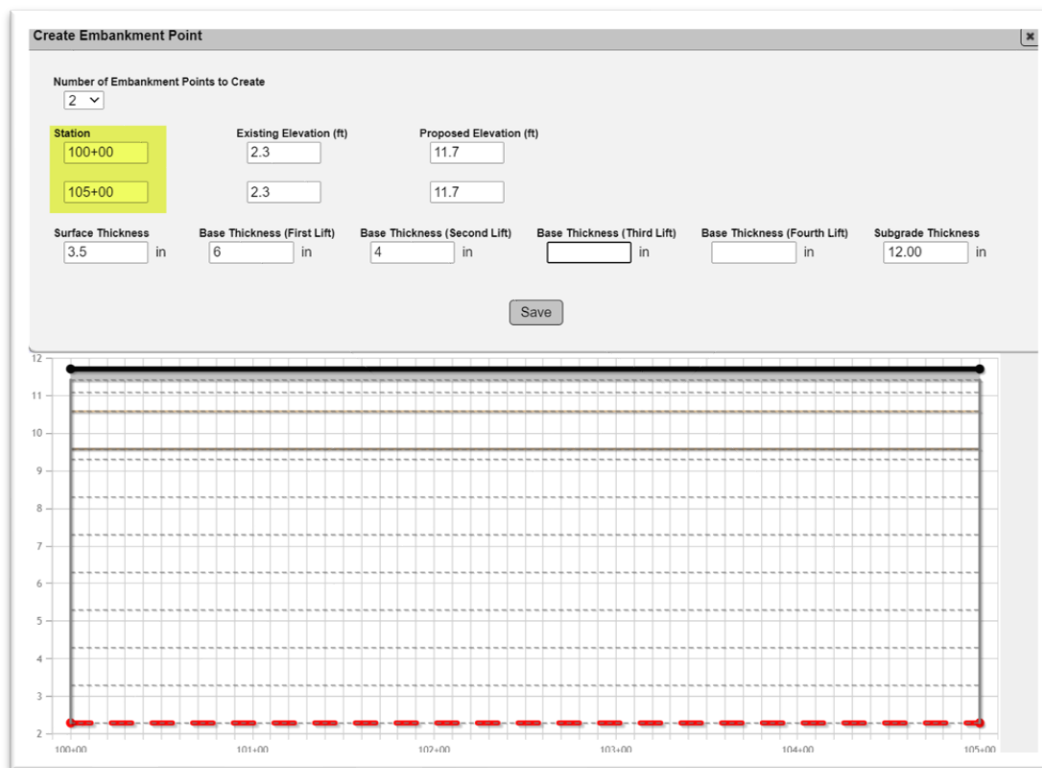 Create Embankment Point
Number of Embankment Points to Create
2
Station Existing Elevation (ft) Proposed Elevation (ft)
100+00 2.3 11.7
105+00 2.3 11.7
Surface Thickness Base Thickness (First Lift) Base Thickness (Second Lift) Base Thickness (Third Lift) Base Thickness (Fourth Lift) Subgrade Thickness
3.5 in 6 in 4 in in in 12.00 in
Save
12
11
10
9
8
7
6
5
4
3
2
100+00 101+00 102+00 103+00 104+00 105+00